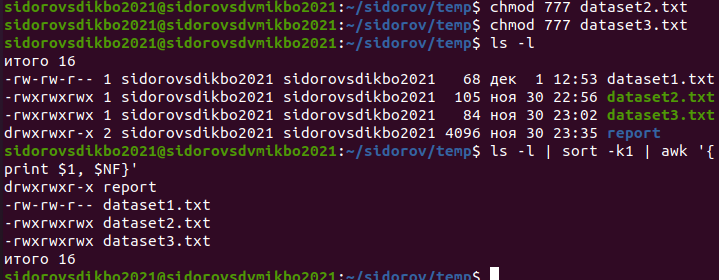 sidorovsdikbo2021@sidorovsdvmikbo2021:~/sidorov/temp$ chmod 777 dataset2.txt
sidorovsdikbo2021@sidorovsdvmikbo2021:~/sidorov/temp$ chmod 777 dataset3.txt
sidorovsdikbo2021@sidorovsdvmikbo2021:~/sidorov/temp$ ls -l
итого 16
-rw-rw-r-- 1 sidorovsdikbo2021 sidorovsdikbo2021   68 дек  1 12:53 dataset1.txt
-rwxrwxrwx 1 sidorovsdikbo2021 sidorovsdikbo2021  105 ноя 30 22:56 dataset2.txt
-rwxrwxrwx 1 sidorovsdikbo2021 sidorovsdikbo2021   84 ноя 30 23:02 dataset3.txt
drwxrwxr-x 2 sidorovsdikbo2021 sidorovsdikbo2021 4096 ноя 30 23:35 report
sidorovsdikbo2021@sidorovsdvmikbo2021:~/sidorov/temp$ ls -l | sort -k1 | awk '{
print $1, $NF}'
drwxrwxr-x report
-rw-rw-r-- dataset1.txt
-rwxrwxrwx dataset2.txt
-rwxrwxrwx dataset3.txt
итого 16
sidorovsdikbo2021@sidorovsdvmikbo2021:~/sidorov/temp$